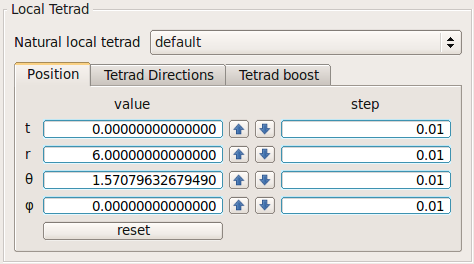 Local Tetrad
Natural local tetrad default
Position Tetrad Directions Tetrad boost
value step
t 0.00000000000000 0.01
r 6.00000000000000 0.01
θ 1.57079632679490 0.01
φ 0.00000000000000 0.01
reset